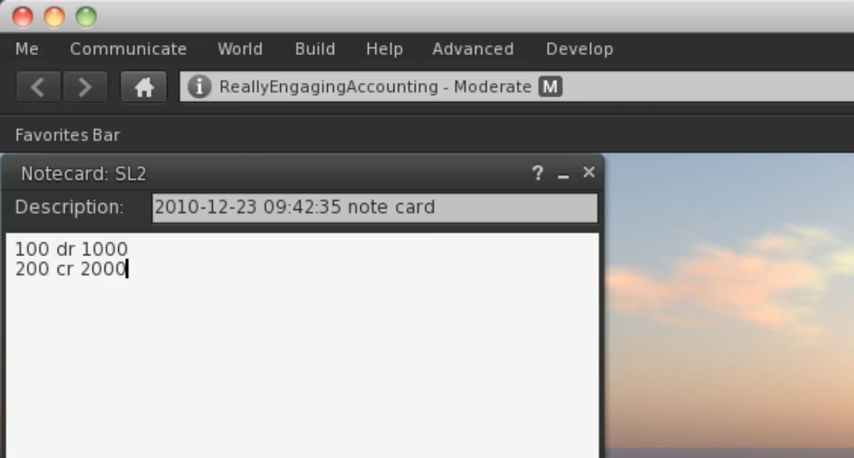 Me Communicate World Build Help Advanced Develop
i ReallyEngagingAccounting - Moderate M
Favorites Bar
Notecard: SL2 ?
Description: 2010-12-23 09:42:35 note card
100 dr 1000
200 cr 2000